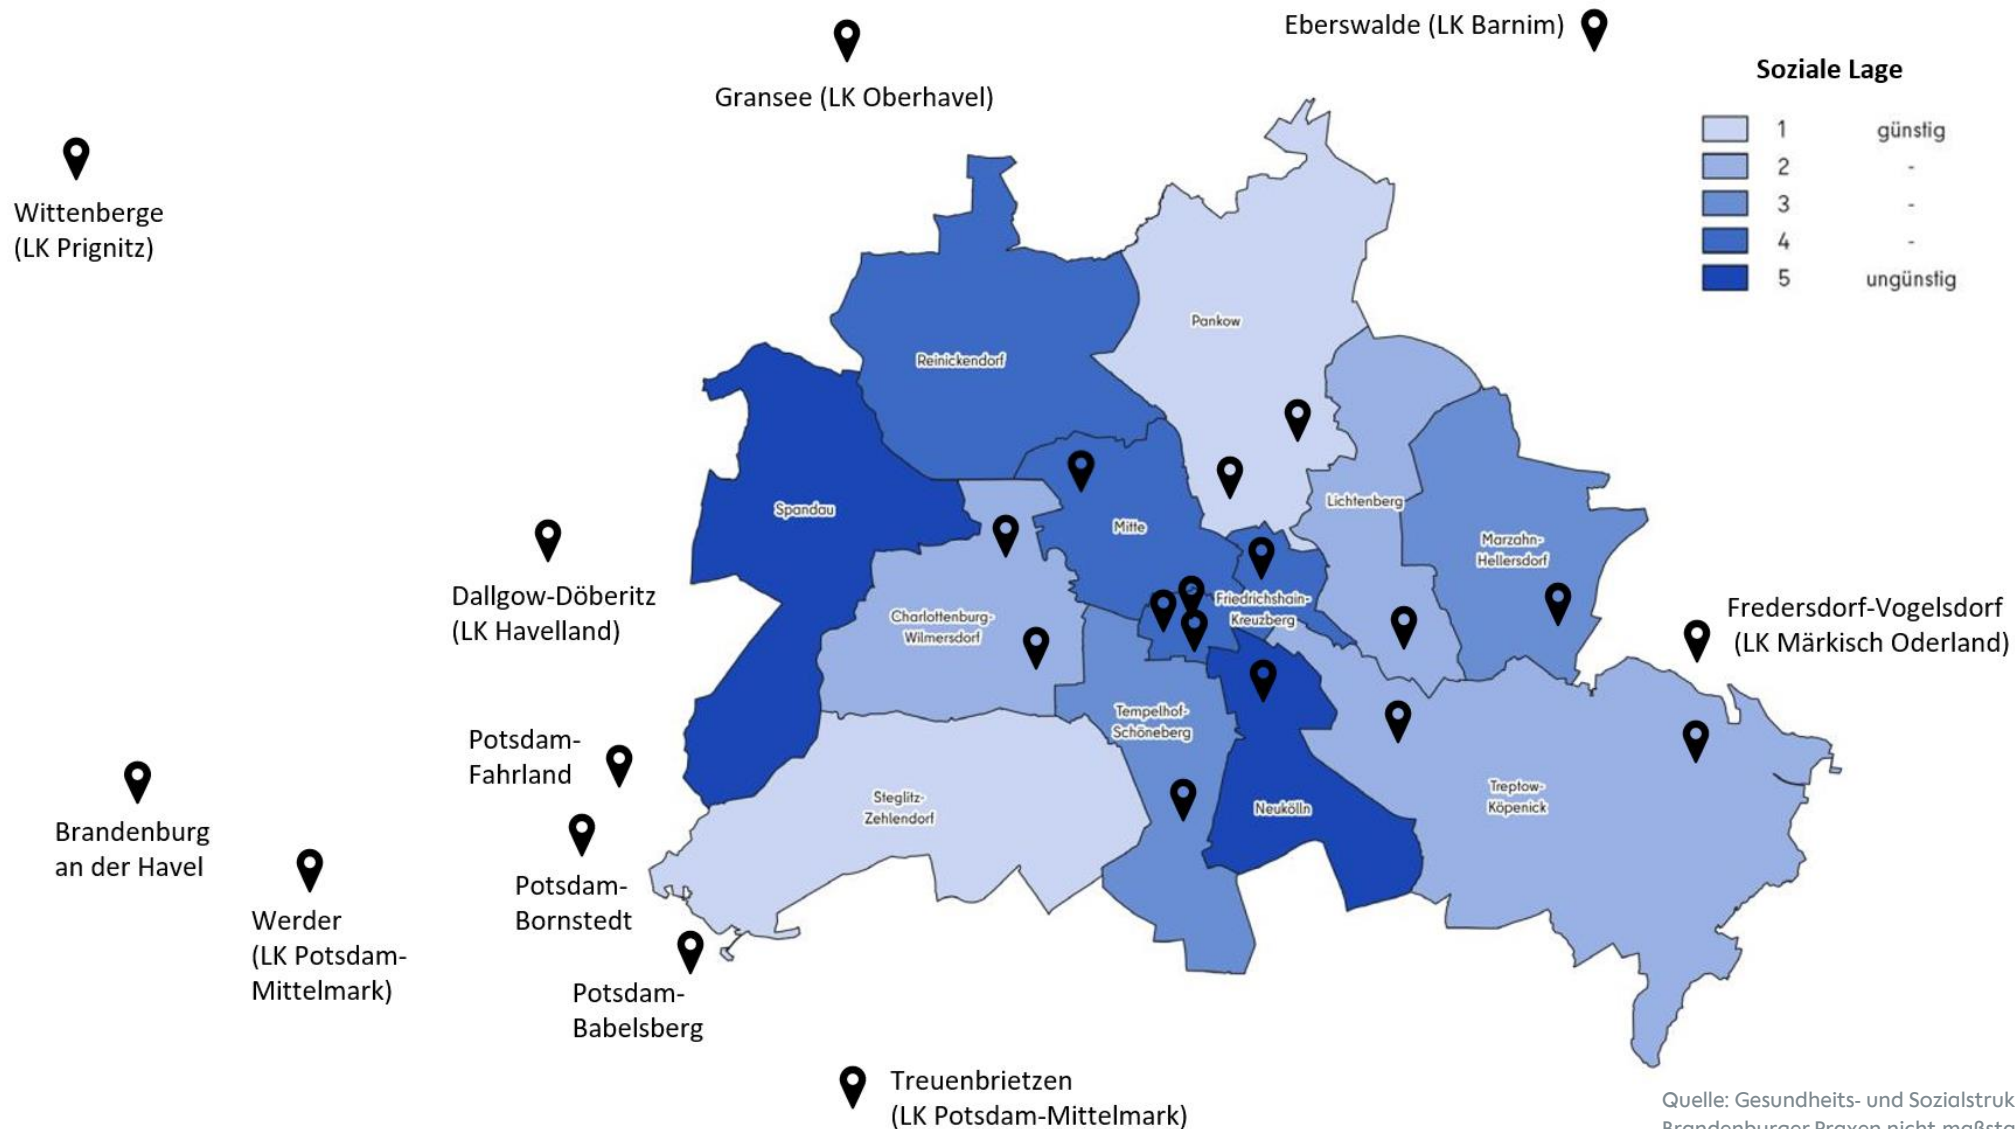 Eberswalde (LK Barnim)
Gransee (LK Oberhavel)
Soziale Lage
1 günstig
2 -
3 -
4 -
5 ungünstig
Wittenberge
(LK Prignitz)
Pankow
Reinickendorf
Spandau
Mitte
Lichtenberg
Marzahn-
Hellersdorf
Dallgow-Döberitz
(LK Havelland)
Charlottenburg-
Wilmersdorf
Friedrichshain-
Kreuzberg
Fredersdorf-Vogelsdorf
(LK Märkisch Oderland)
Tempelhof-
Schöneberg
Potsdam-
Fahrland
Steglitz-
Zehlendorf
Neukölln
Treptow-
Köpenick
Brandenburg
an der Havel
Potsdam-
Bornstedt
Werder
(LK Potsdam-
Mittelmark)
Potsdam-
Babelsberg
Treuenbrietzen
(LK Potsdam-Mittelmark)
Quelle: Gesundheits- und Sozialstruk
Brandenburger Praxen nicht